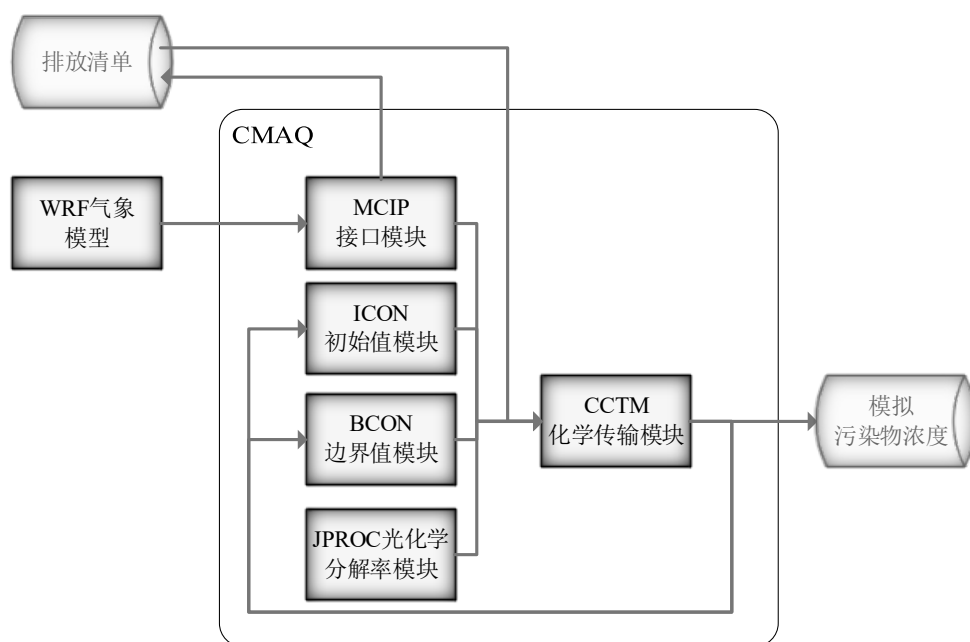 排放清单
CMAQ
WRF气象
模型
MCIP
接口模块
ICON
初始值模块
BCON
边界值模块
JPROC光化学
分解率模块
CCTM
化学传输模块
模拟
污染物浓度